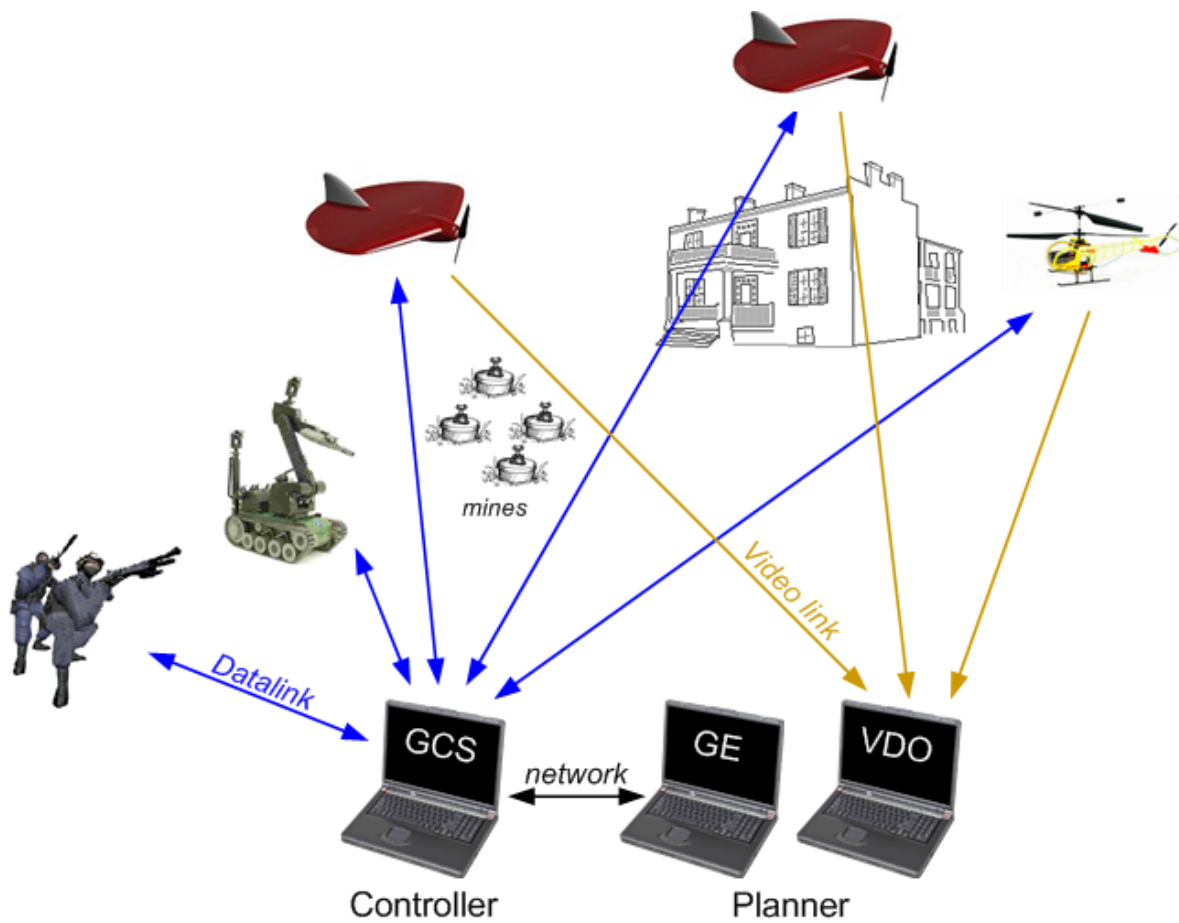 mines
Video link
Datalink
GCS
GE
VDO
network
Controller
Planner